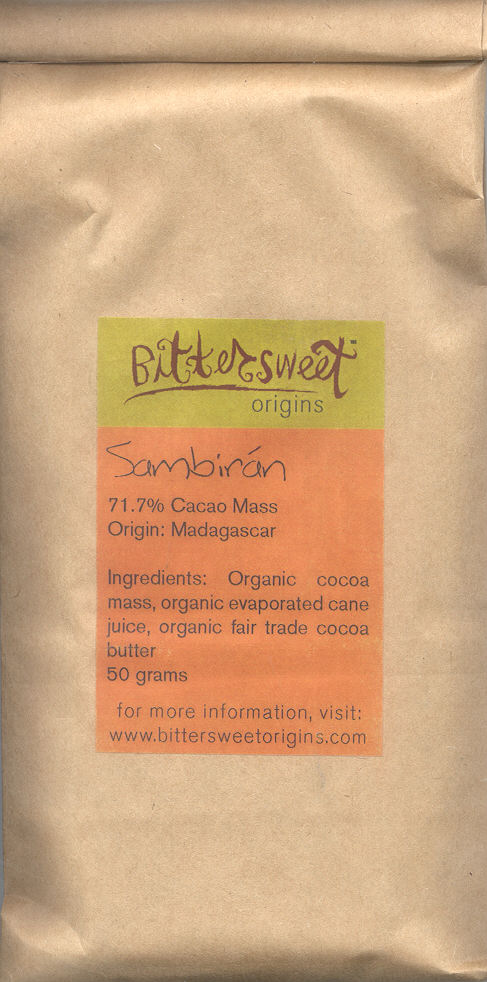 Bittersweet™
origins
Sambirán
71.7% Cacao Mass
Origin: Madagascar
Ingredients: Organic cocoa
mass, organic evaporated cane
juice, organic fair trade cocoa
butter
50 grams
for more information, visit:
www.bittersweetorigins.com